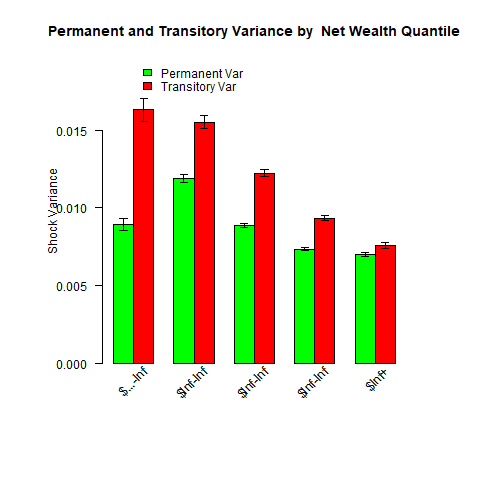 Permanent and Transitory Variance by  Net Wealth Quantile
Permanent Var
Transitory Var
Shock Variance
0.015
0.010
0.005
0.000
$...-Inf
$Inf-Inf
$Inf-Inf
$Inf-Inf
$Inf+